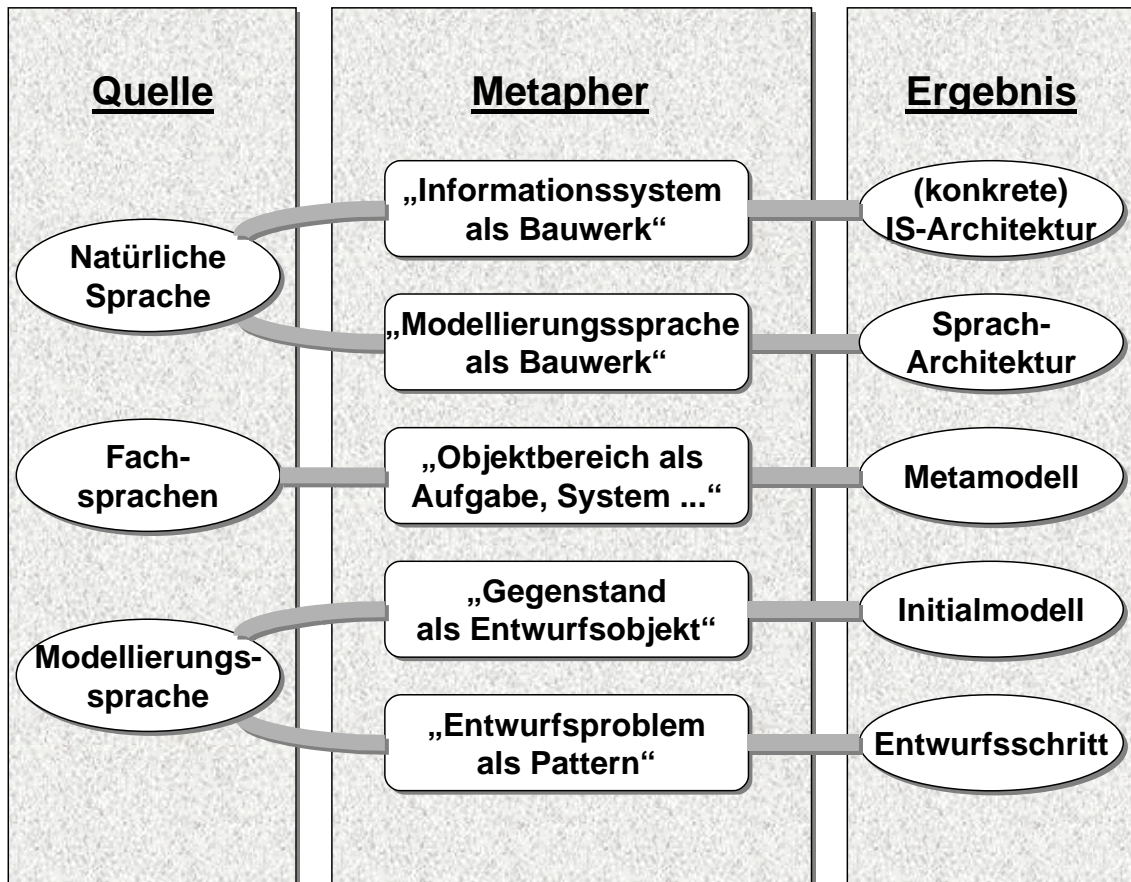 Quelle
Metapher
Ergebnis
Natürliche
Sprache
„Informationssystem
als Bauwerk“
(konkrete)
IS-Architektur
„Modellierungssprache
als Bauwerk“
Sprach-
Architektur
Fach-
sprachen
„Objektbereich als
Aufgabe, System ...“
Metamodell
Modellierungs-
sprache
„Gegenstand
als Entwurfsobjekt“
Initialmodell
„Entwurfsproblem
als Pattern“
Entwurfsschritt